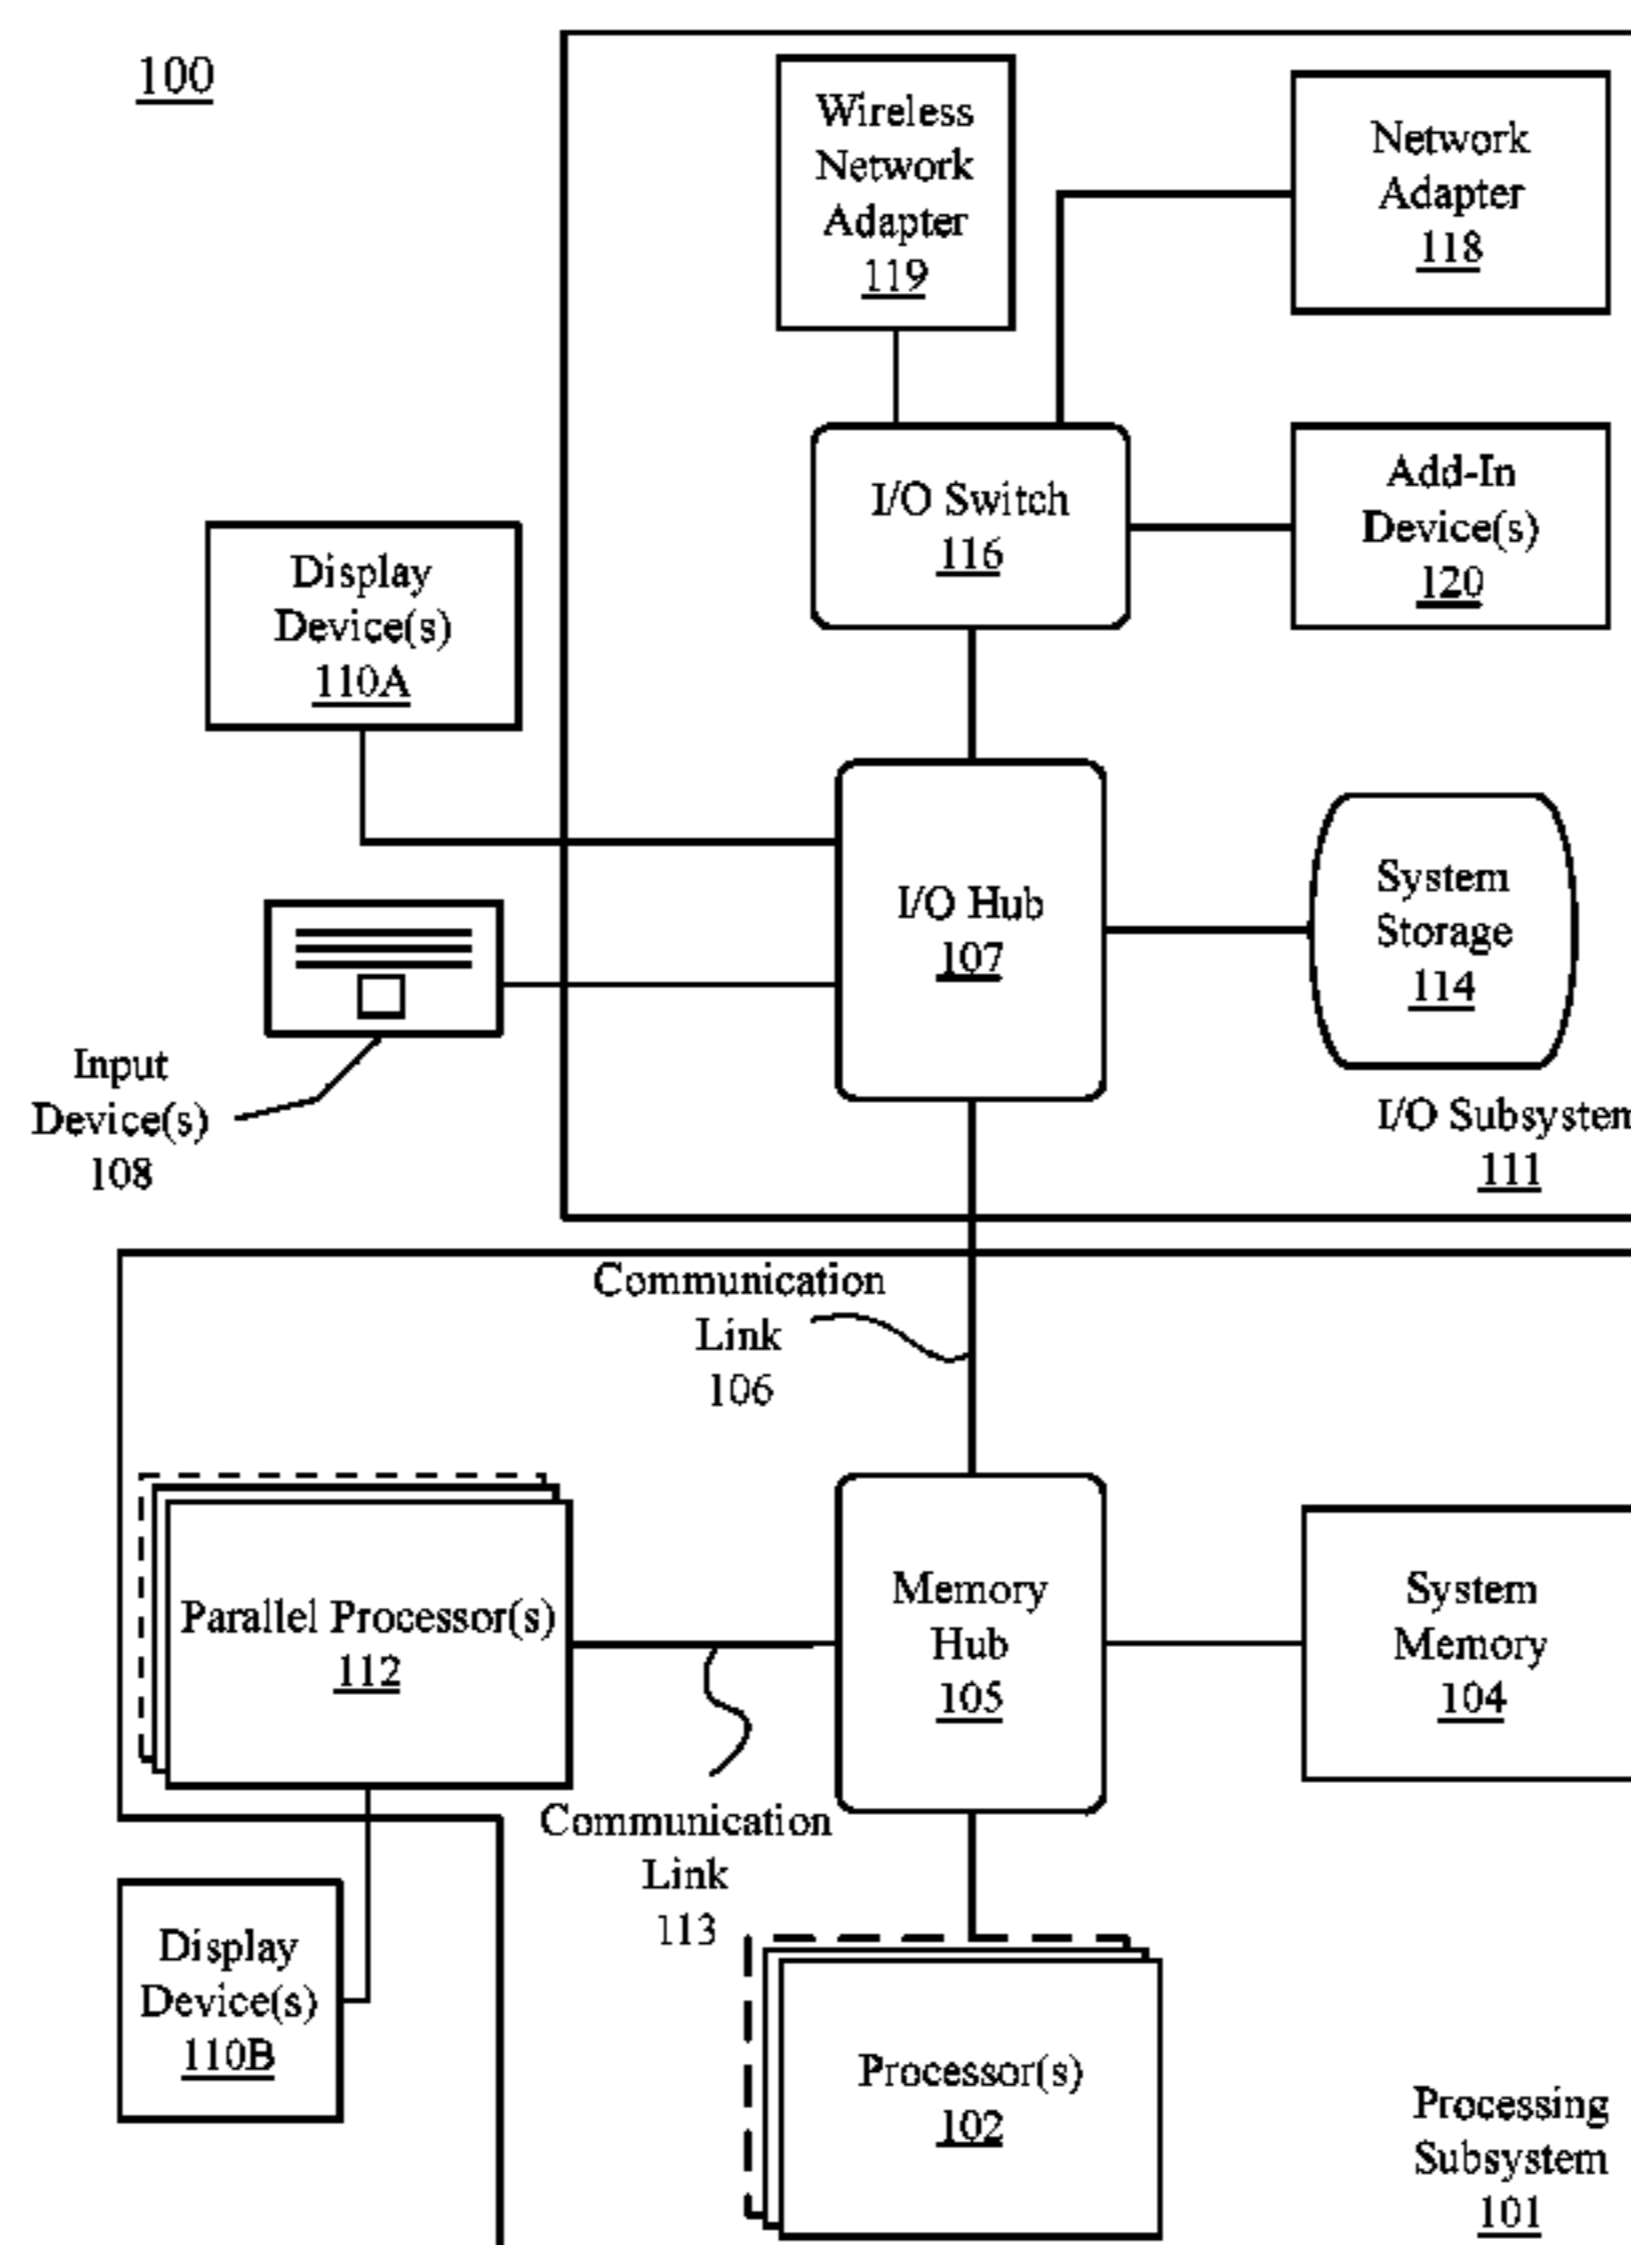 100
Wireless
Network
Adapter
119
Network
Adapter
118
I/O Switch
116
Add-In
Device(s)
120
Display
Device(s)
110A
I/O Hub
107
System
Storage
114
Input
Device(s)
108
I/O Subsystem
111
Communication
Link
106
Parallel Processor(s)
112
Memory
Hub
105
System
Memory
104
Communication
Link
113
Display
Device(s)
110B
Processor(s)
102
Processing
Subsystem
101